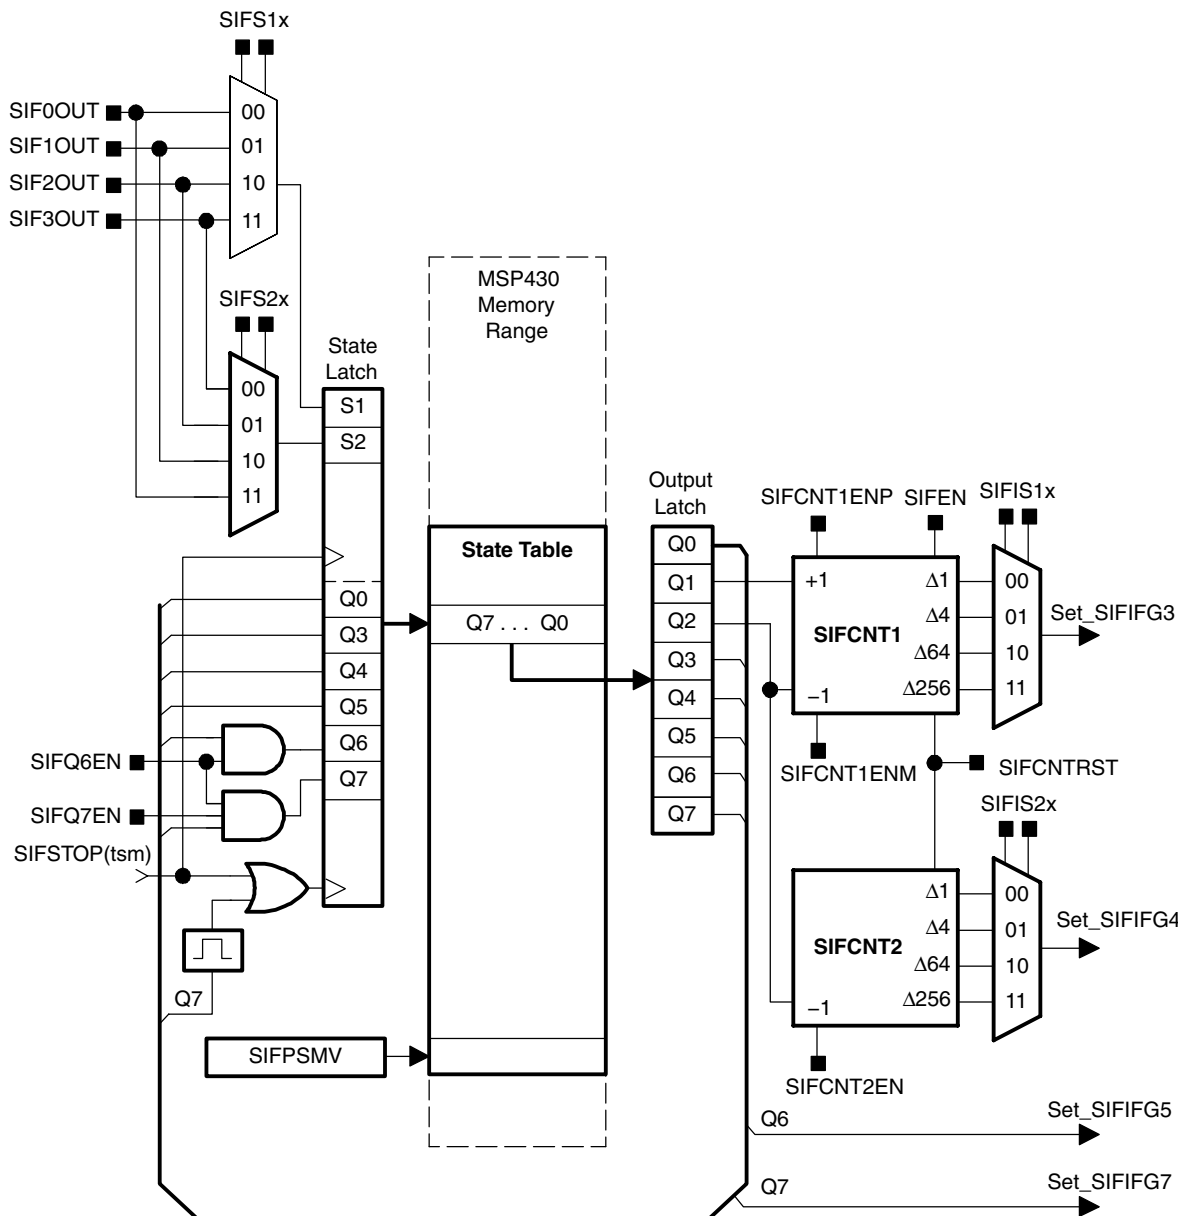 SIFS1x
SIF0OUT
SIF1OUT
SIF2OUT
SIF3OUT
00
01
10
11
SIFS2x
00
01
10
11
State
Latch
S1
S2
Q0
Q3
Q4
Q5
Q6
Q7
SIFQ6EN
SIFQ7EN
SIFSTOP(tsm)
Q7
SIFPSMV
MSP430
Memory
Range
State Table
Q7 . . . Q0
Output
Latch
Q0
Q1
Q2
Q3
Q4
Q5
Q6
Q7
SIFCNT1ENP
SIFEN
SIFIS1x
+1
SIFCNT1
−1
Δ1
Δ4
Δ64
Δ256
00
01
10
11
Set_SIFIFG3
SIFCNT1ENM
SIFCNTRST
SIFIS2x
SIFCNT2
−1
Δ1
Δ4
Δ64
Δ256
00
01
10
11
Set_SIFIFG4
SIFCNT2EN
Q6
Set_SIFIFG5
Q7
Set_SIFIFG7